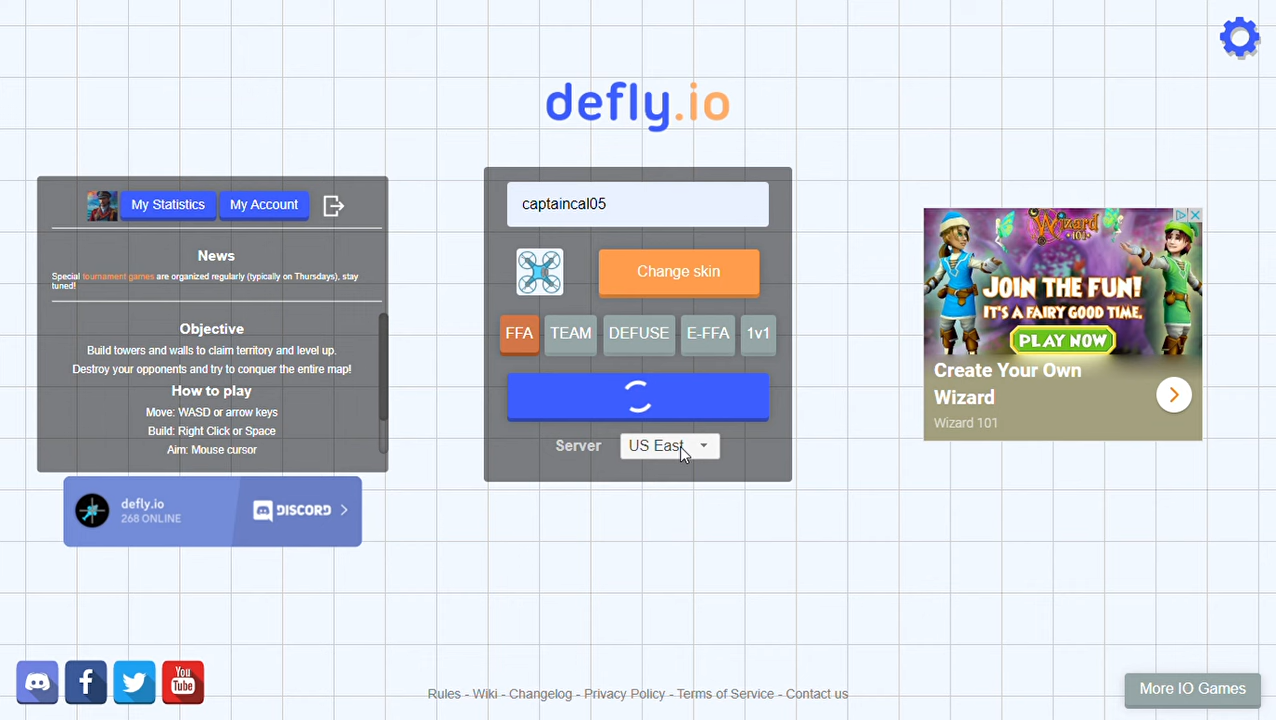 defly.io
My Statistics
My Account
News
Special tournament games are organized regularly (typically on Thursdays), stay
tuned!
Objective
Build towers and walls to claim territory and level up.
Destroy your opponents and try to conquer the entire map!
How to play
Move: WASD or arrow keys
Build: Right Click or Space
Aim: Mouse cursor
defly.io
268 ONLINE
DISCORD
captaincal05
Change skin
FFA
TEAM
DEFUSE
E-FFA
1v1
Server
US East
Wizard
101
JOIN THE FUN!
IT'S A FAIRY GOOD TIME.
PLAY NOW
Create Your Own
Wizard
Wizard 101
You
Tube
Rules - Wiki - Changelog - Privacy Policy - Terms of Service - Contact us
More IO Games